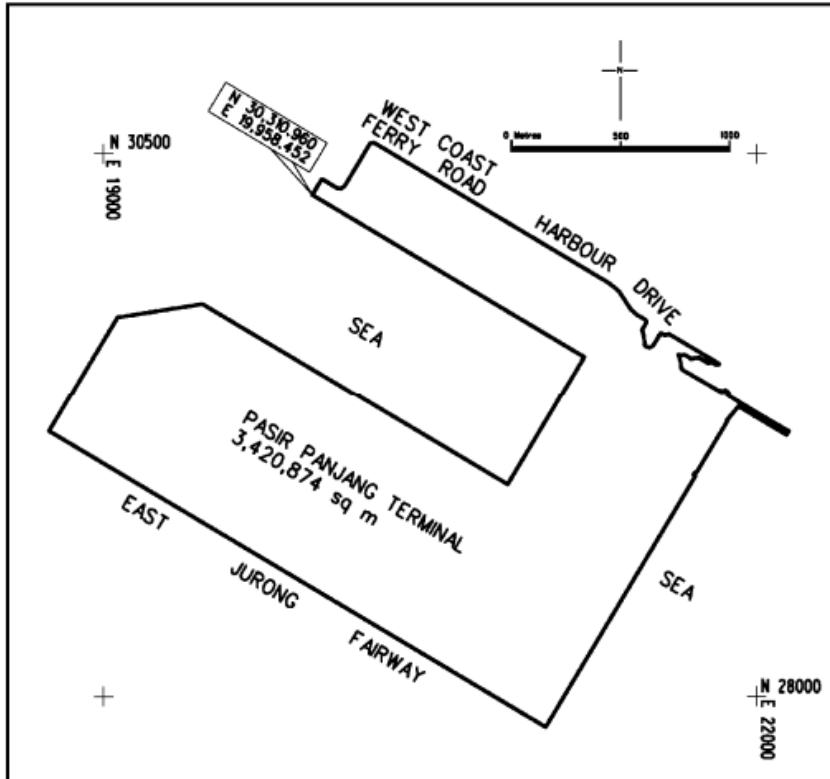 N 30,310.960
E 19,958.452
WEST COAST
FERRY ROAD
N
0 Metres 500 1000
N 30500
E 19000
HARBOUR DRIVE
SEA
PASIR PANJANG TERMINAL
3,420,874 sq m
EAST JURONG FAIRWAY
SEA
N 28000
E 22000